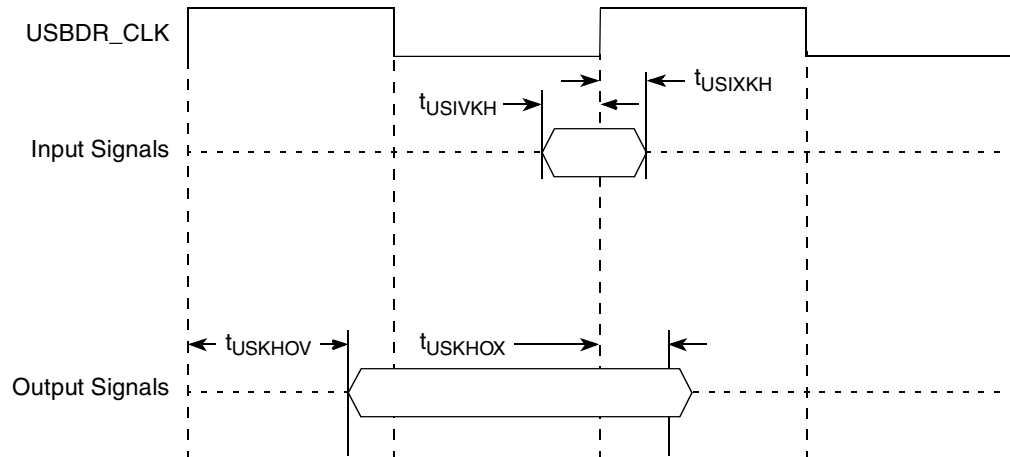 USBDR_CLK
tUSIXKH
tUSIVKH
Input Signals
tUSKHOV
tUSKHOX
Output Signals